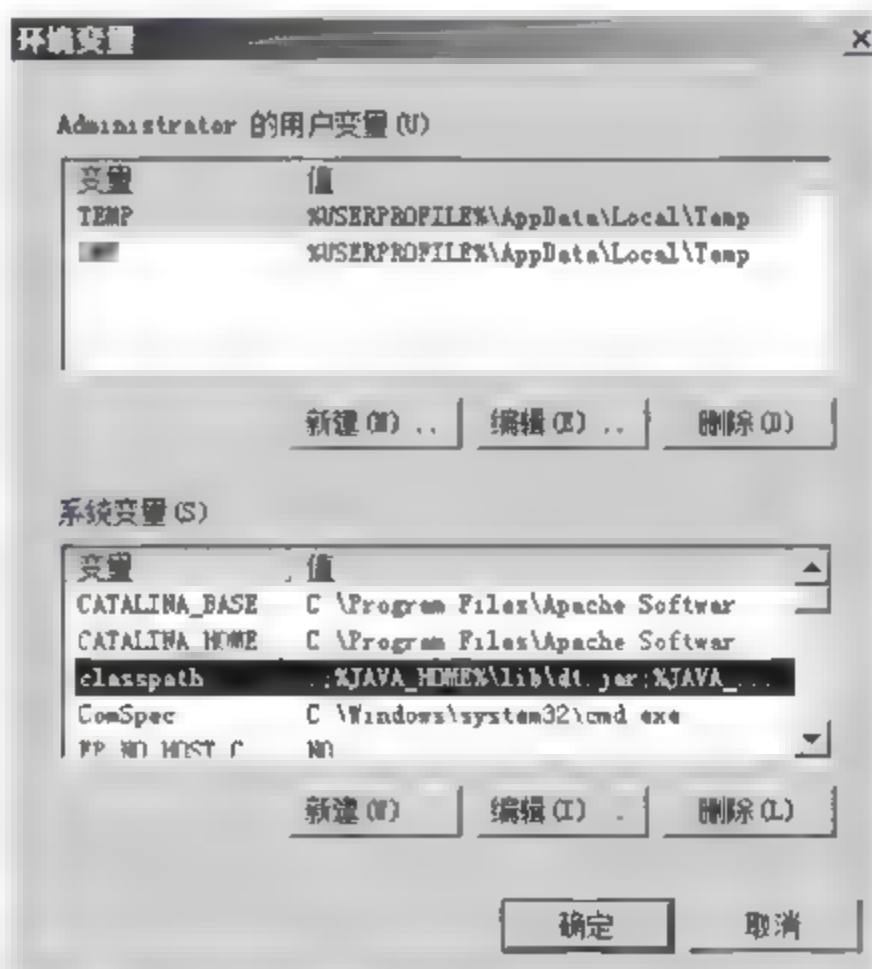 环境变量
Administrator 的用户变量(U)
变量 值
TEMP %USERPROFILE%\AppData\Local\Temp
%USERPROFILE%\AppData\Local\Temp
新建(N) .. 编辑(E) .. 删除(D)
系统变量(S)
变量 值
CATALINA_BASE C \Program Files\Apache Softwar
CATALINA_HOME C \Program Files\Apache Softwar
classpath .;%JAVA_HOME%\lib\dt.jar;%JAVA_...
ComSpec C \Windows\system32\cmd exe
FP_NO_HOST_C NO
新建(W) 编辑(I) . 删除(L)
确定 取消